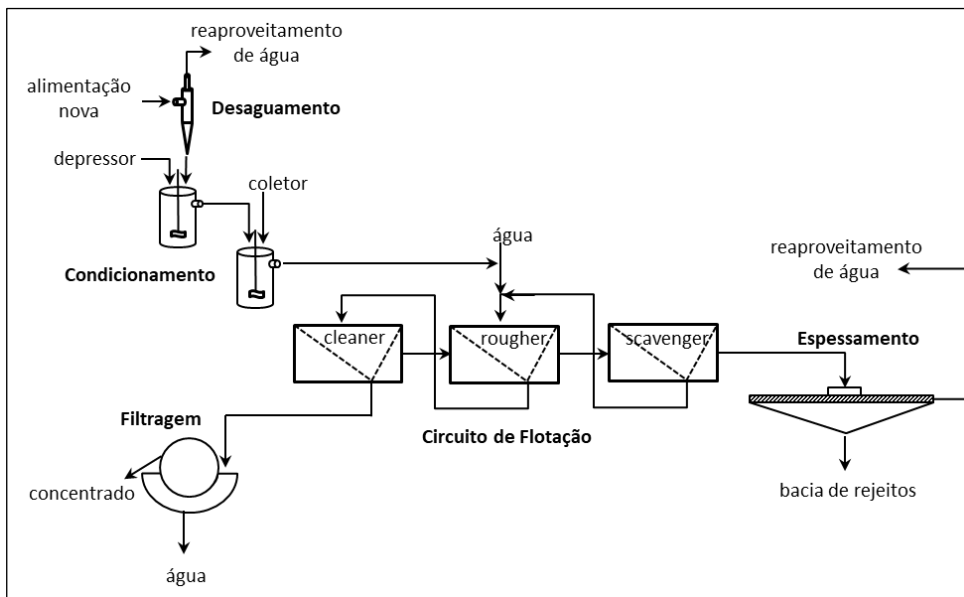 reaproveitamento
de água
alimentação
nova
Desaguamento
depressor
coletor
água
reaproveitamento
de água
Condicionamento
cleaner
rougher
scavenger
Espessamento
Filtragem
Circuito de Flotação
concentrado
bacia de rejeitos
água